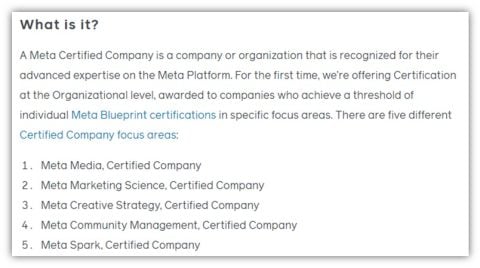 What is it?
A Meta Certified Company is a company or organization that is recognized for their
advanced expertise on the Meta Platform. For the first time, we're offering Certification
at the Organizational level, awarded to companies who achieve a threshold of
individual Meta Blueprint certifications in specific focus areas. There are five different
Certified Company focus areas:
1. Meta Media, Certified Company
2. Meta Marketing Science, Certified Company
3. Meta Creative Strategy, Certified Company
4. Meta Community Management, Certified Company
5. Meta Spark, Certified Company